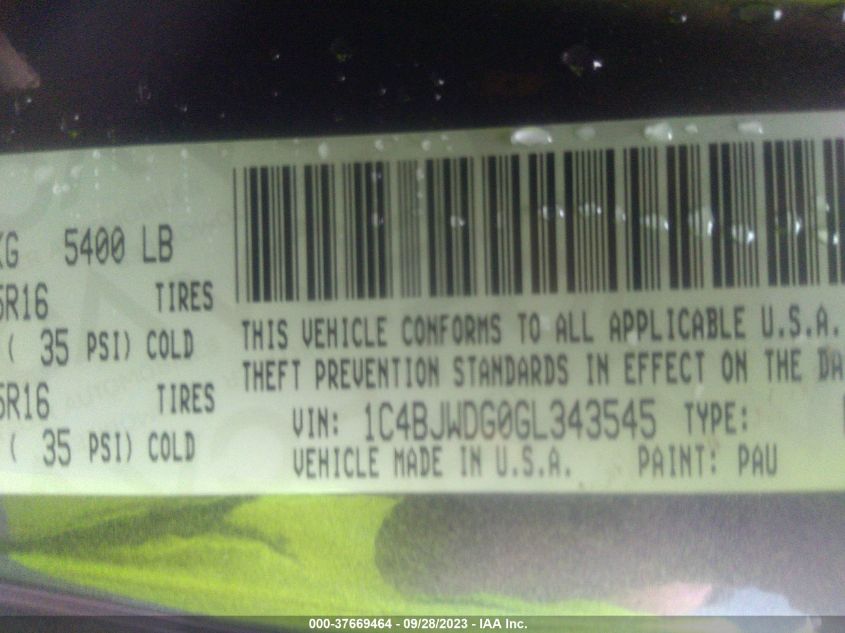 KG 5400 LB
5R16 TIRES
( 35 PSI) COLD
5R16 TIRES
( 35 PSI) COLD
THIS VEHICLE CONFORMS TO ALL APPLICABLE U.S.A.
THEFT PREVENTION STANDARDS IN EFFECT ON THE DA
VIN: 1C4BJWDG0GL343545 TYPE:
VEHICLE MADE IN U.S.A. PAINT: PAU
000-37669464 - 09/28/2023 - IAA Inc.